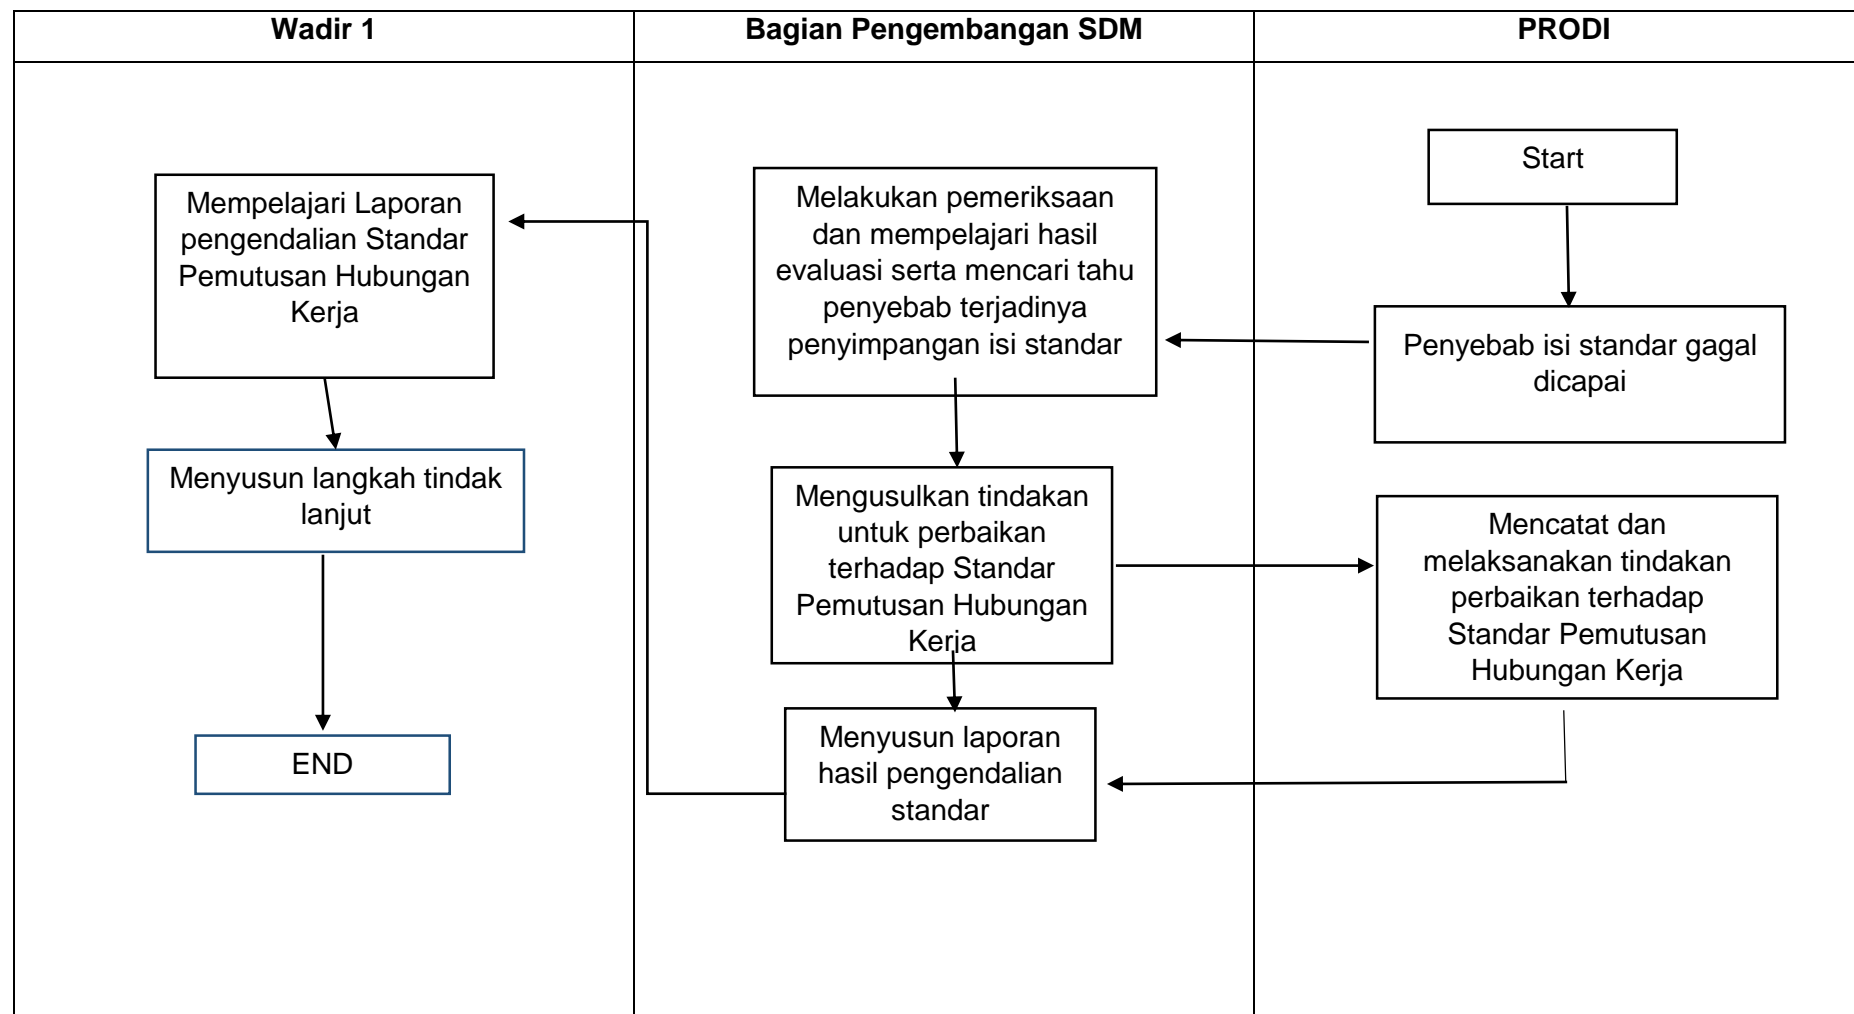 Wadir 1
Bagian Pengembangan SDM
PRODI
Mempelajari Laporan
pengendalian Standar
Pemutusan Hubungan
Kerja
Menyusun langkah tindak
lanjut
END
Melakukan pemeriksaan
dan mempelajari hasil
evaluasi serta mencari tahu
penyebab terjadinya
penyimpangan isi standar
Mengusulkan tindakan
untuk perbaikan
terhadap Standar
Pemutusan Hubungan
Kerja
Menyusun laporan
hasil pengendalian
standar
Start
Penyebab isi standar gagal
dicapai
Mencatat dan
melaksanakan tindakan
perbaikan terhadap
Standar Pemutusan
Hubungan Kerja